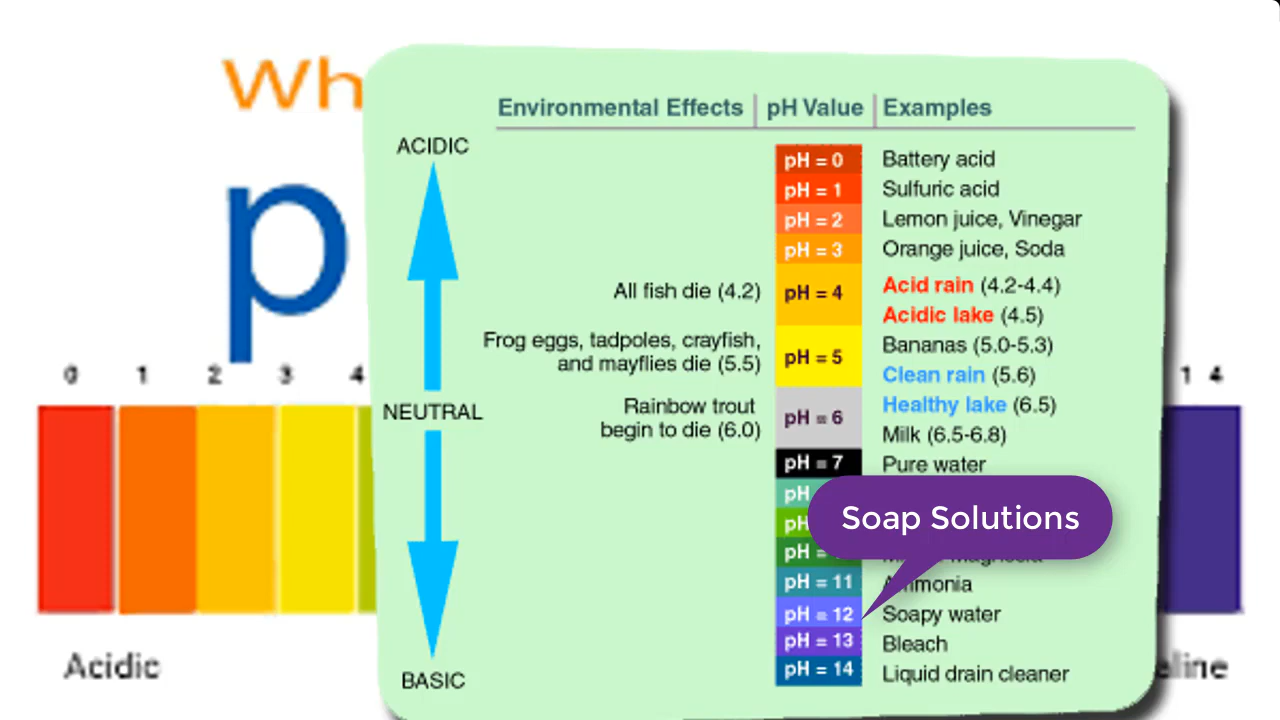 Wh
p
0 1 2 3 4
1 4
Acidic
eline
Environmental Effects pH Value Examples
ACIDIC
NEUTRAL
BASIC
pH = 0 Battery acid
pH = 1 Sulfuric acid
pH = 2 Lemon juice, Vinegar
pH = 3 Orange juice, Soda
All fish die (4.2) pH = 4 Acid rain (4.2-4.4)
Acidic lake (4.5)
Frog eggs, tadpoles, crayfish,
and mayflies die (5.5) pH = 5 Bananas (5.0-5.3)
Clean rain (5.6)
Rainbow trout
begin to die (6.0) pH = 6 Healthy lake (6.5)
Milk (6.5-6.8)
pH = 7 Pure water
pH
pH
pH =
Soap Solutions
pH = 11 Ammonia
pH = 12 Soapy water
pH = 13 Bleach
pH = 14 Liquid drain cleaner